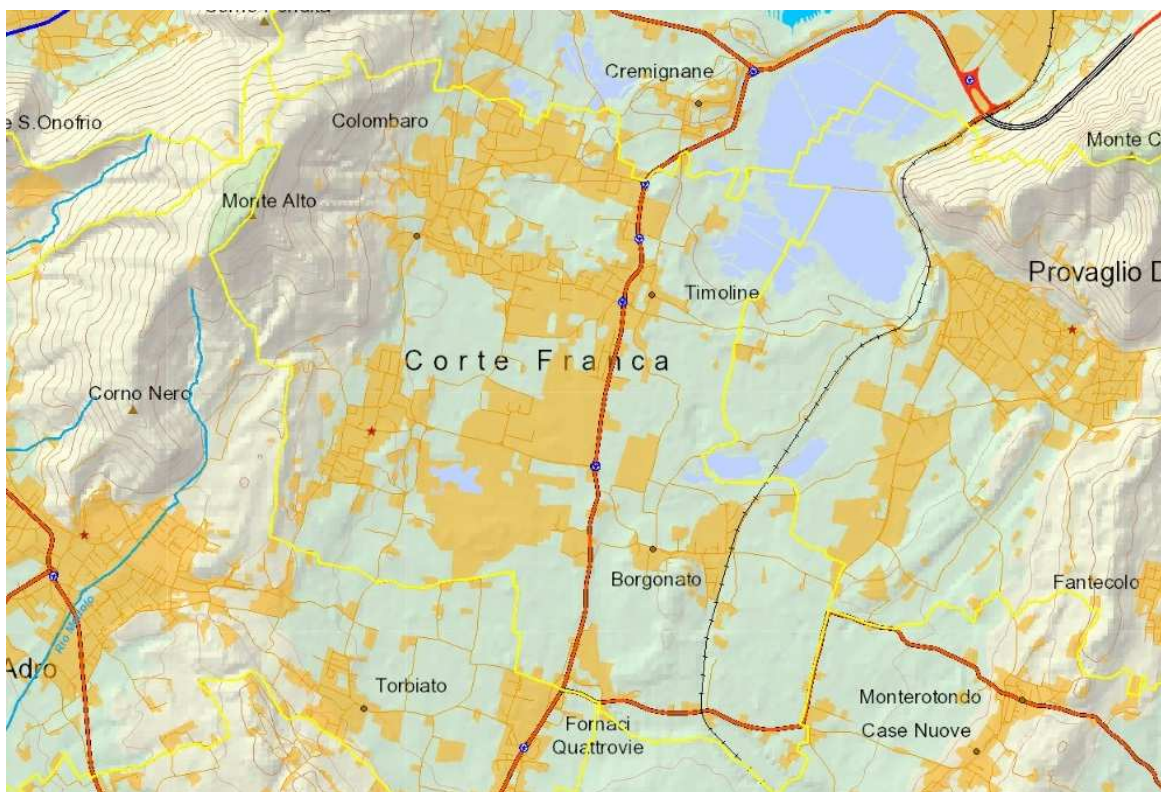 Cremignane
e S.Onofrio
Colombaro
Monte C
Monte Alto
Provaglio D
Timoline
Corte Franca
Corno Nero
Borgonato
Fantecolo
Adro
Torbiato
Monterotondo
Fornaci
Quattrovie
Case Nuove